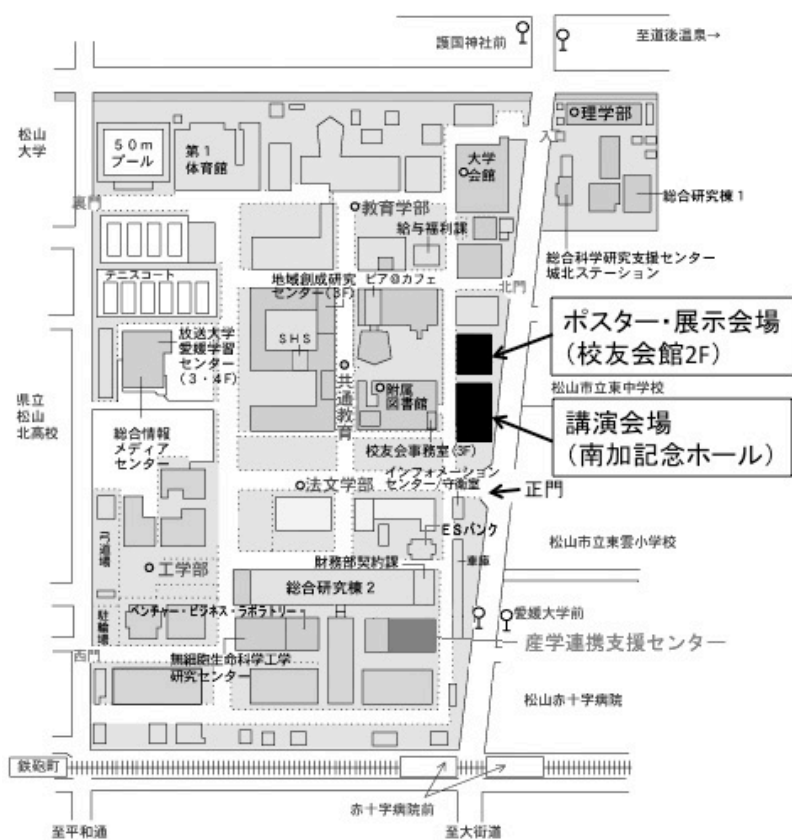 護国神社前
至道後温泉→
松山
大学
50m
プール
第1
体育館
大学
会館
理学部
入口
総合研究棟1
裏門
教育学部
給与福利課
総合科学研究支援センター
城北ステーション
テニスコート
地域創成研究
センター(3F)
ピア@カフェ
北門
放送大学
愛媛学習
センター
(3・4F)
SHS
共通教育
附属
図書館
ポスター・展示会場
(校友会館2F)
松山市立東中学校
県立
松山
北高校
総合情報
メディア
センター
校友会事務室(3F)
講演会場
(南加記念ホール)
インフォメーション
センター/守衛室
法文学部
正門
弓道場
工学部
ESバンク
財務部契約課
車庫
松山市立東雲小学校
総合研究棟2
駐輪場
ベンチャー・ビジネス・ラボラトリー
愛媛大学前
西門
無細胞生命科学工学
研究センター
産学連携支援センター
松山赤十字病院
鉄砲町
赤十字病院前
至平和通
至大街道